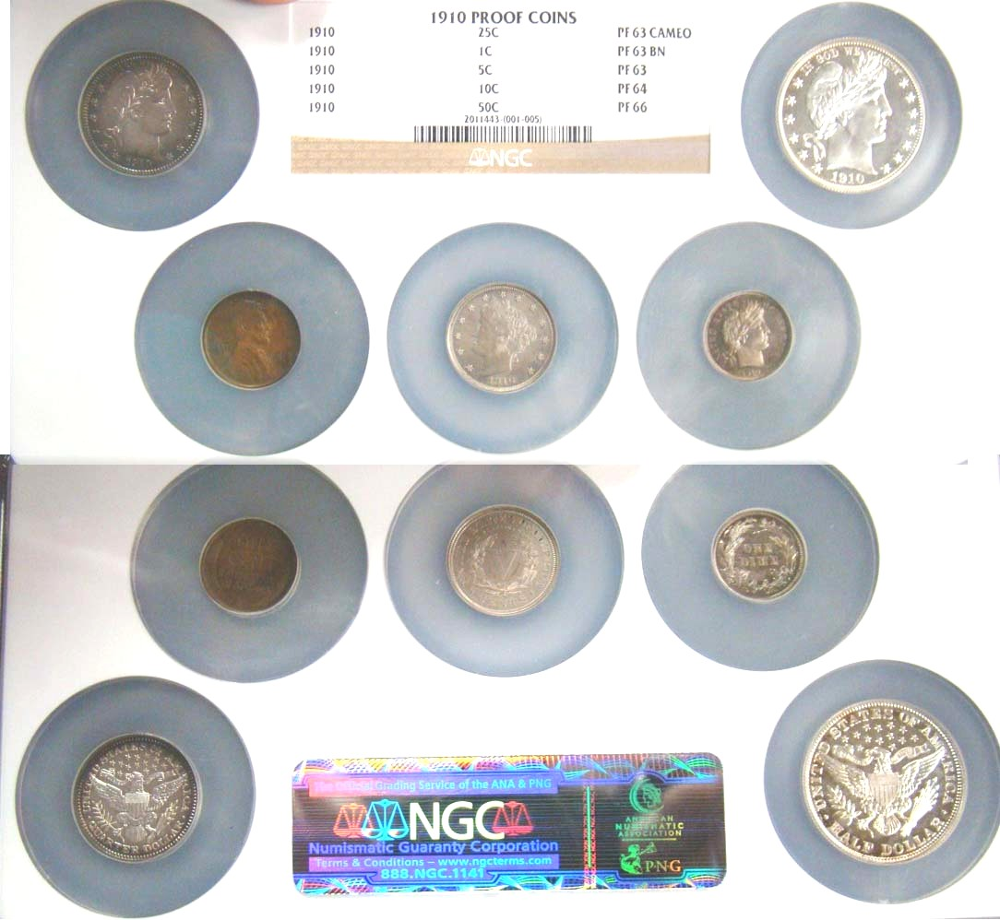 1910 PROOF COINS
1910 25C PF 63 CAMEO
1910 1C PF 63 BN
1910 5C PF 63
1910 10C PF 64
1910 50C PF 66
2011443-(001-005)
NGC
IN GOD WE TRUST
1910
1910
1910
ONE
DIME
V
UNITED STATES OF AMERICA
QUARTER DOLLAR
UNITED STATES OF AMERICA
HALF DOLLAR
The Official Grading Service of the ANA & PNG
NGC
Numismatic Guaranty Corporation
Terms & Conditions – www.ngcterms.com
888.NGC.1141
AMERICAN
NUMISMATIC
ASSOCIATION
PNG